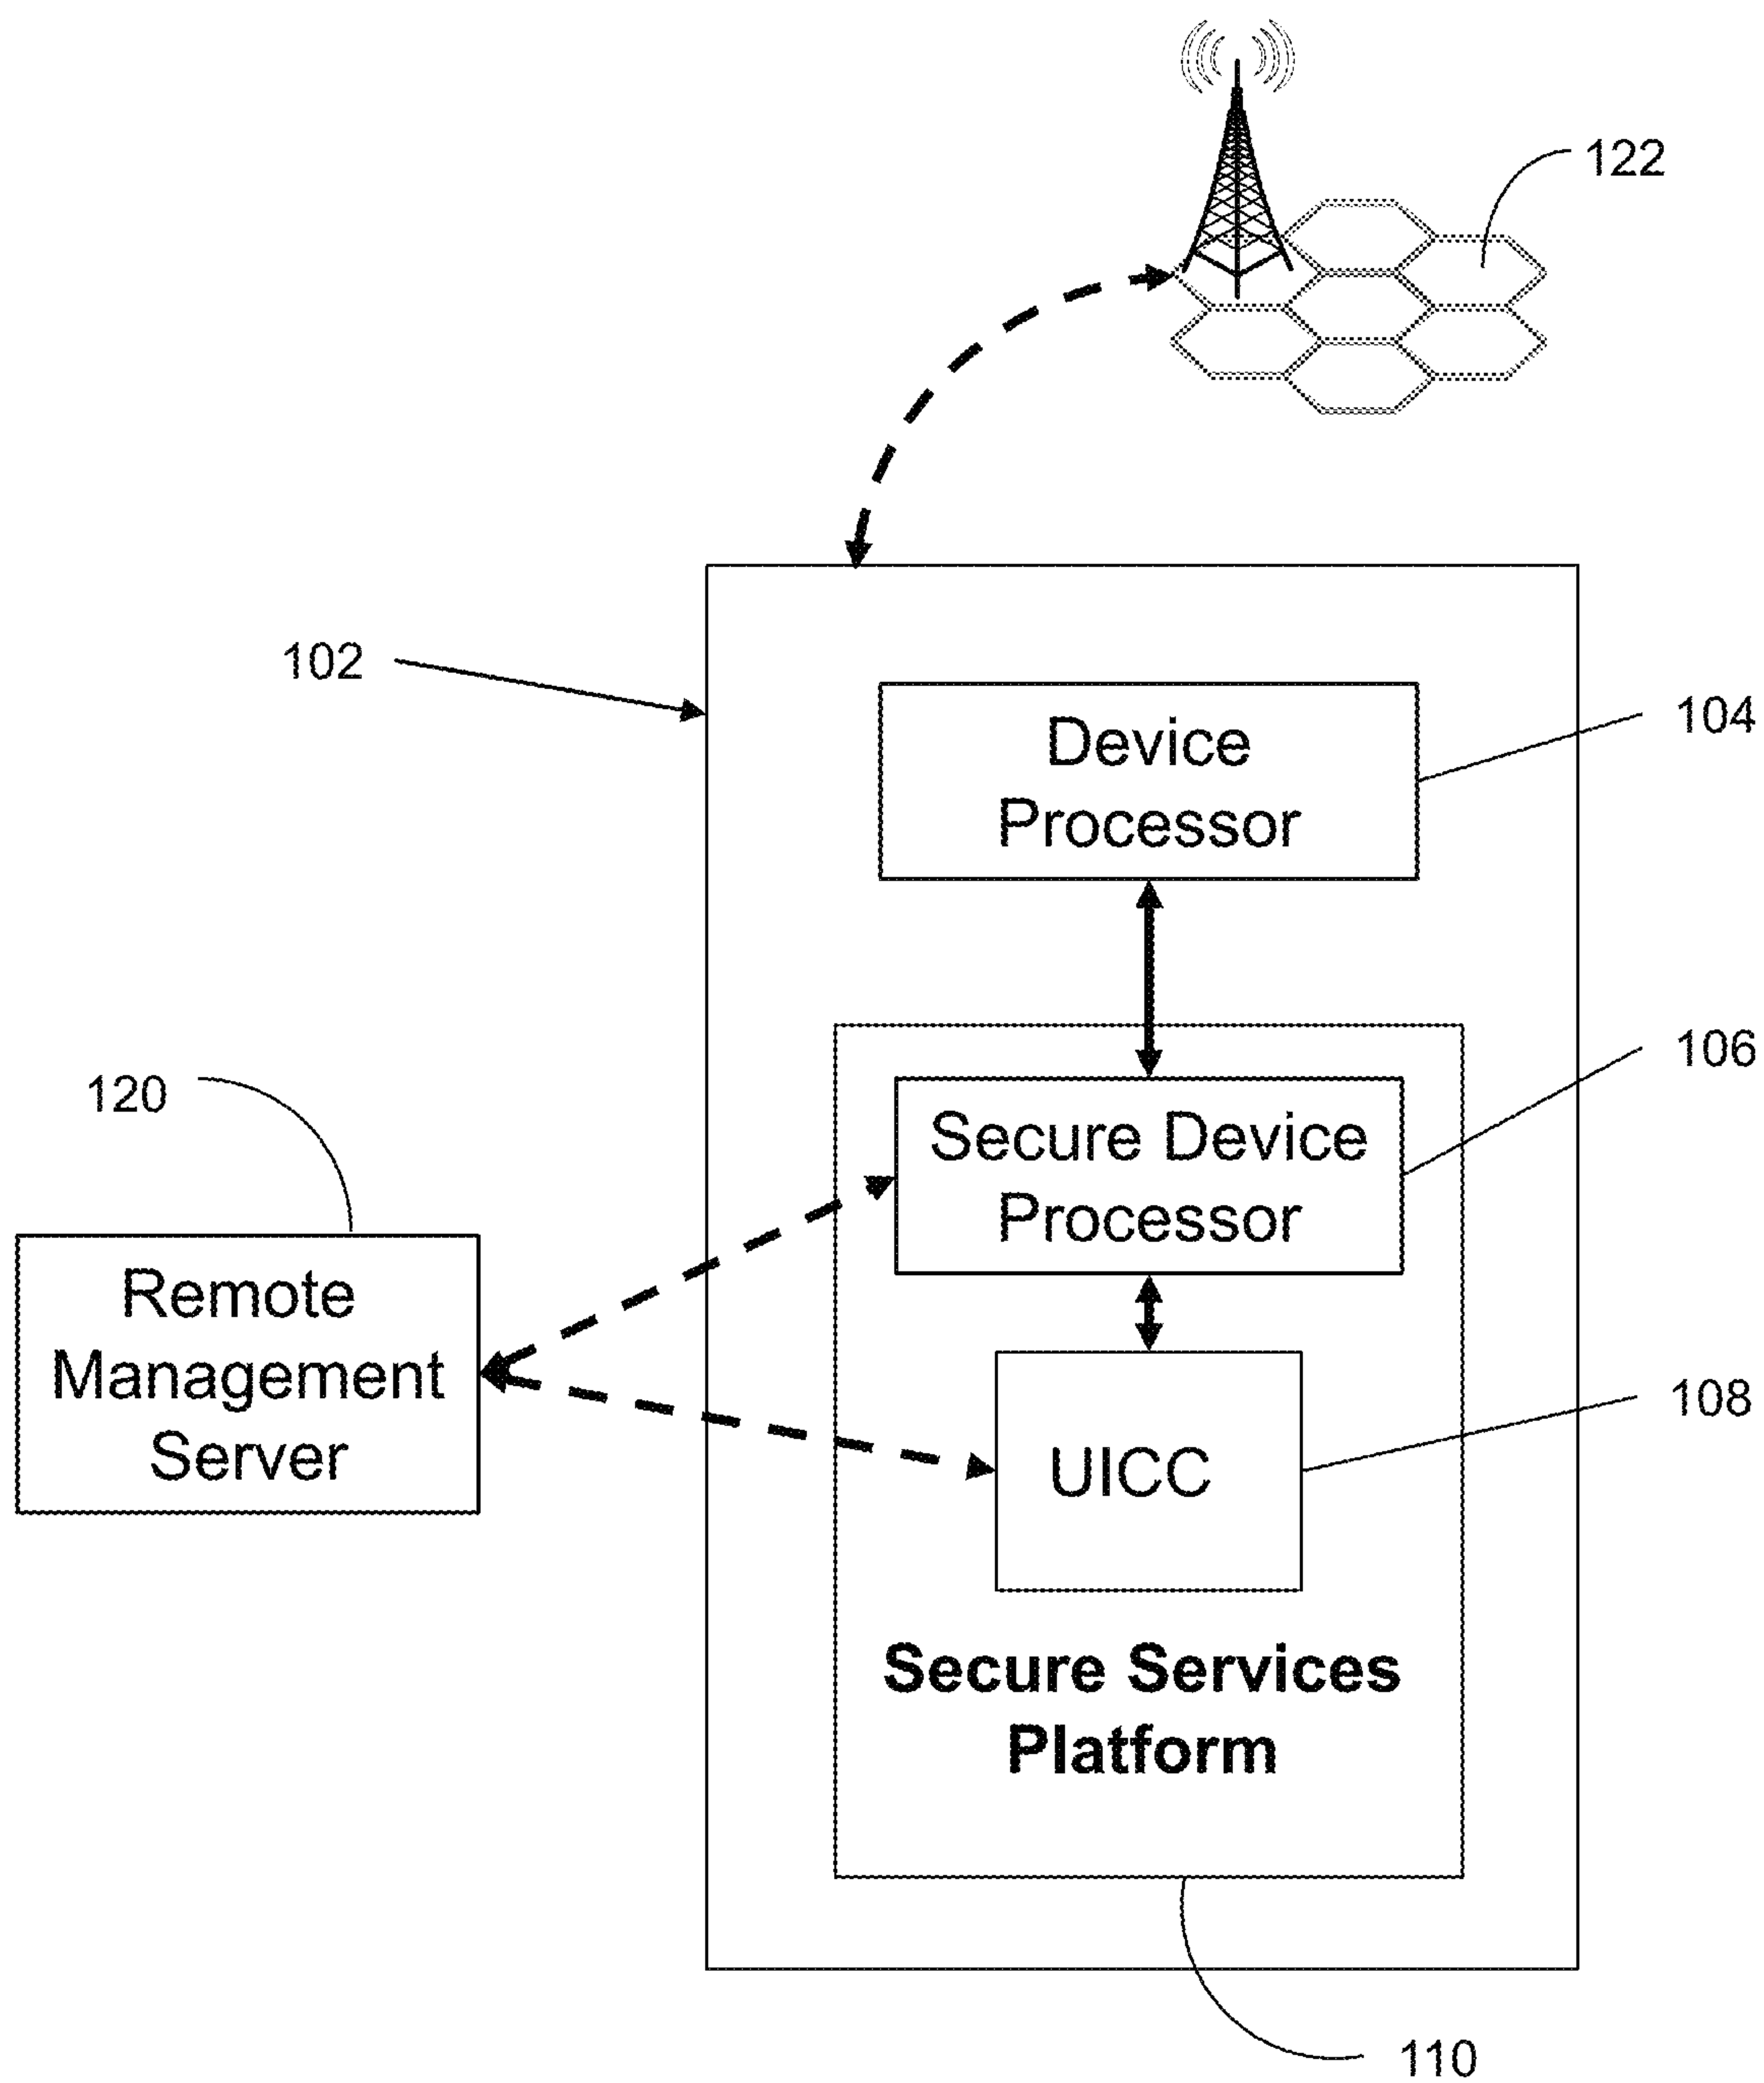 122
102
Device
Processor
104
106
120
Secure Device
Processor
Remote
Management
Server
108
UICC
Secure Services
Platform
110